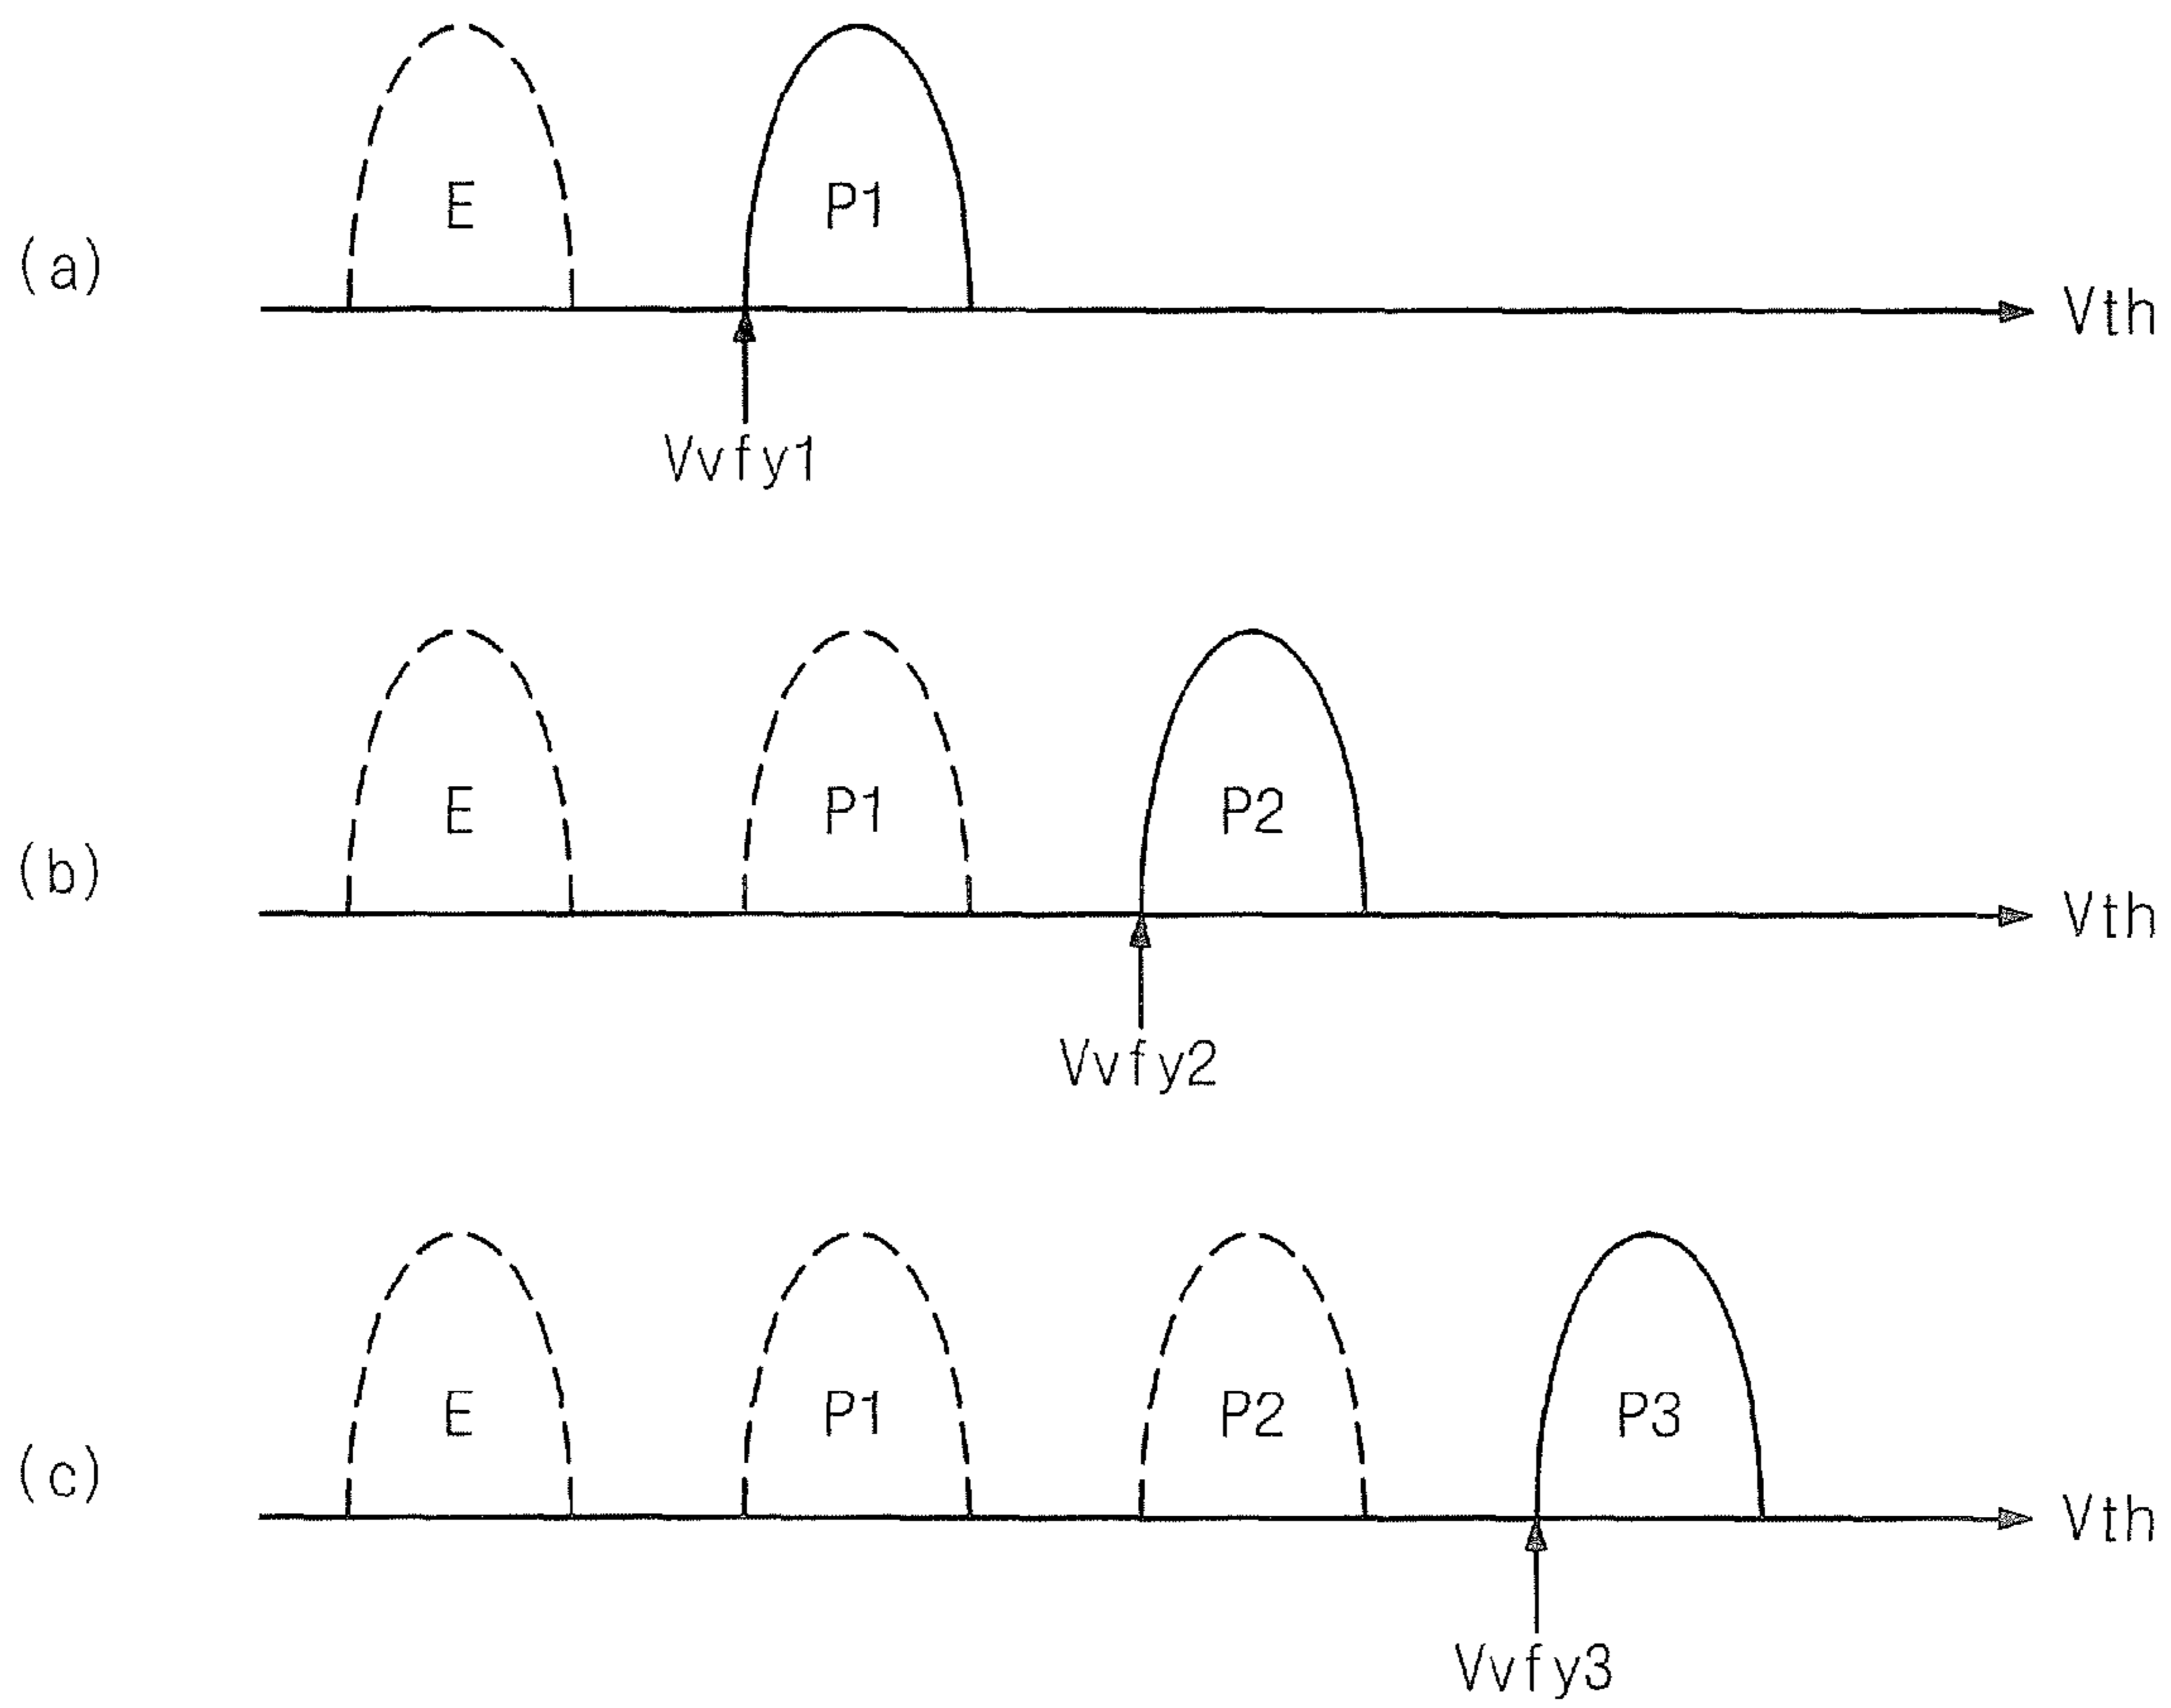 E P1
(a)
Vth
Vvfy1
E P1 P2
(b)
Vth
Vvfy2
E P1 P2 P3
(c)
Vth
Vvfy3